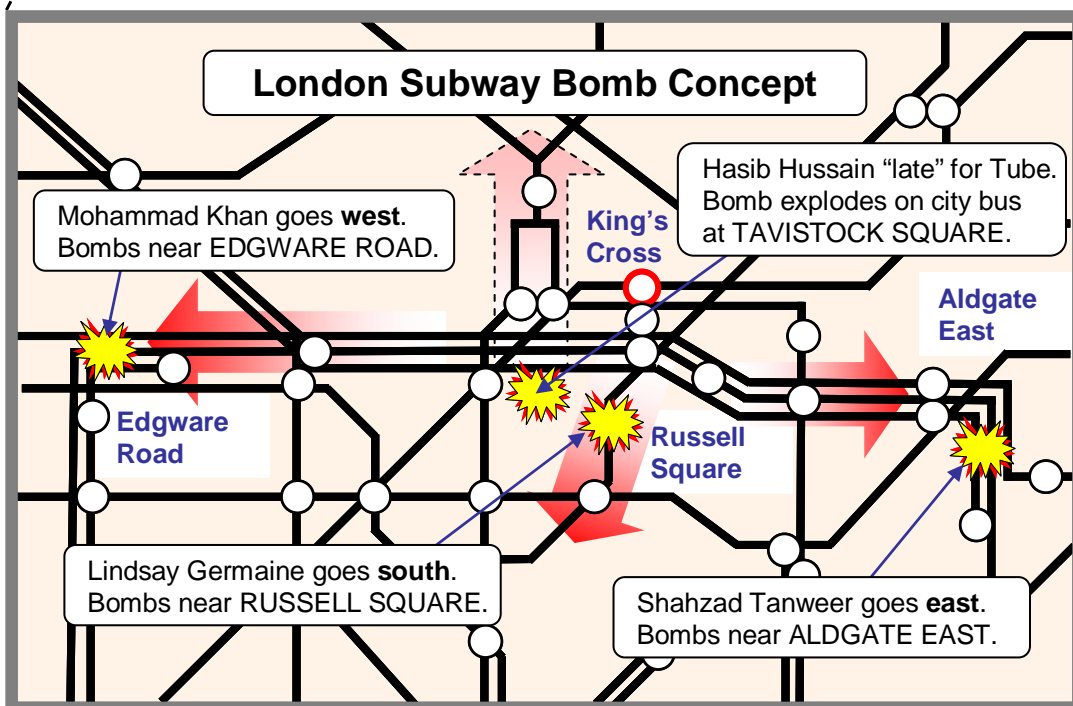 London Subway Bomb Concept
Hasib Hussain “late” for Tube.
Bomb explodes on city bus
at TAVISTOCK SQUARE.
Mohammad Khan goes west.
Bombs near EDGWARE ROAD.
King’s
Cross
Aldgate
East
Edgware
Road
Russell
Square
Lindsay Germaine goes south.
Bombs near RUSSELL SQUARE.
Shahzad Tanweer goes east.
Bombs near ALDGATE EAST.